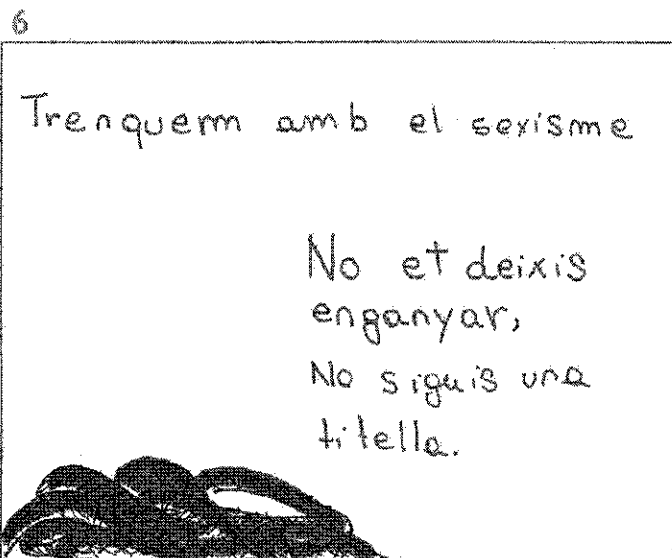 6
Trenquem amb el sexisme
No et deixis
enganyar,
No siguis una
titella.